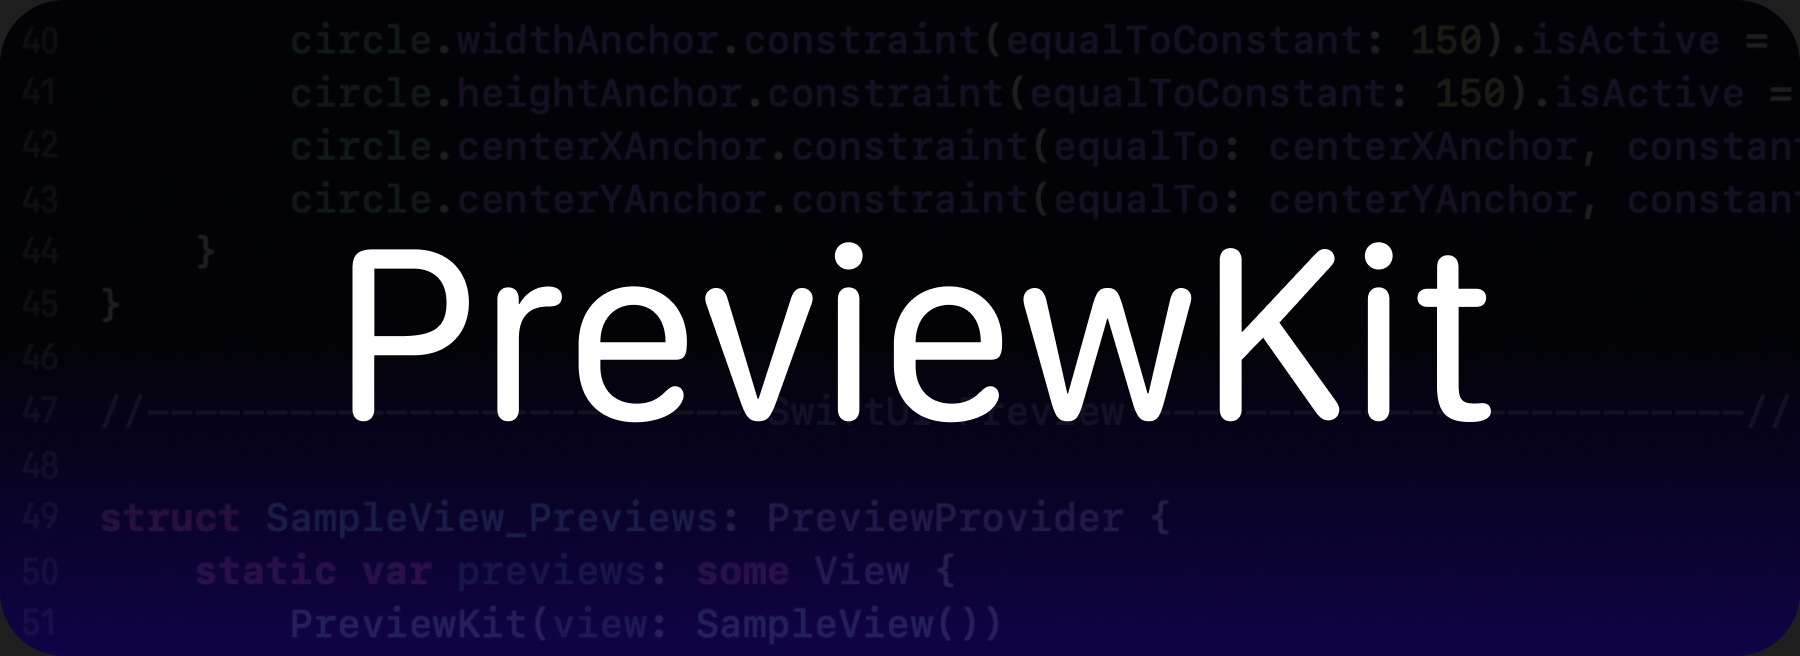 40 circle.widthAnchor.constraint(equalToConstant: 150).isActive =
41 circle.heightAnchor.constraint(equalToConstant: 150).isActive =
42 circle.centerXAnchor.constraint(equalTo: centerXAnchor, constan
43 circle.centerYAnchor.constraint(equalTo: centerYAnchor, constan
44 }
45 }
PreviewKit
46
47 //———————————————————————SwiftUI Preview———————————————————————//
48
49 struct SampleView_Previews: PreviewProvider {
50 static var previews: some View {
51 PreviewKit(view: SampleView())